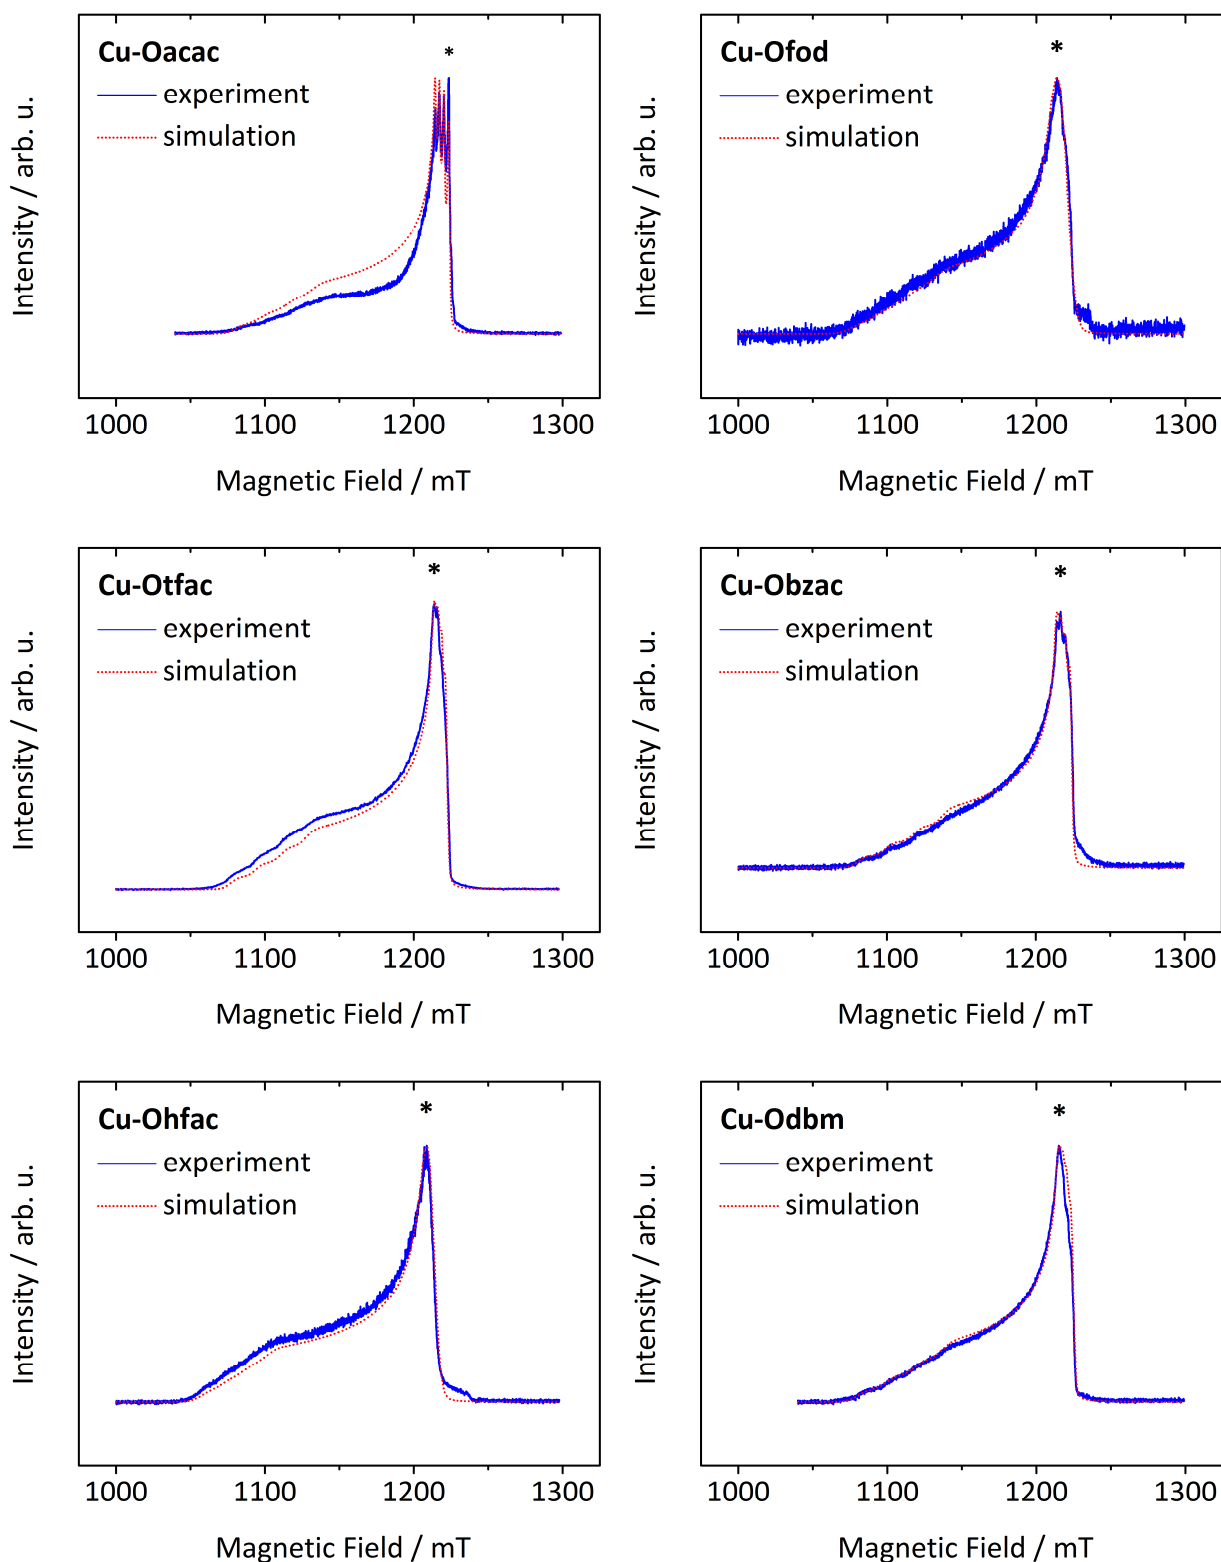 Cu-Oacac
*
experiment
simulation
Intensity / arb. u.
1000 1100 1200 1300
Magnetic Field / mT
Cu-Ofod
*
experiment
simulation
Intensity / arb. u.
1000 1100 1200 1300
Magnetic Field / mT
Cu-Otfac
*
experiment
simulation
Intensity / arb. u.
1000 1100 1200 1300
Magnetic Field / mT
Cu-Obzac
*
experiment
simulation
Intensity / arb. u.
1000 1100 1200 1300
Magnetic Field / mT
Cu-Ohfac
*
experiment
simulation
Intensity / arb. u.
1000 1100 1200 1300
Magnetic Field / mT
Cu-Odbm
*
experiment
simulation
Intensity / arb. u.
1000 1100 1200 1300
Magnetic Field / mT